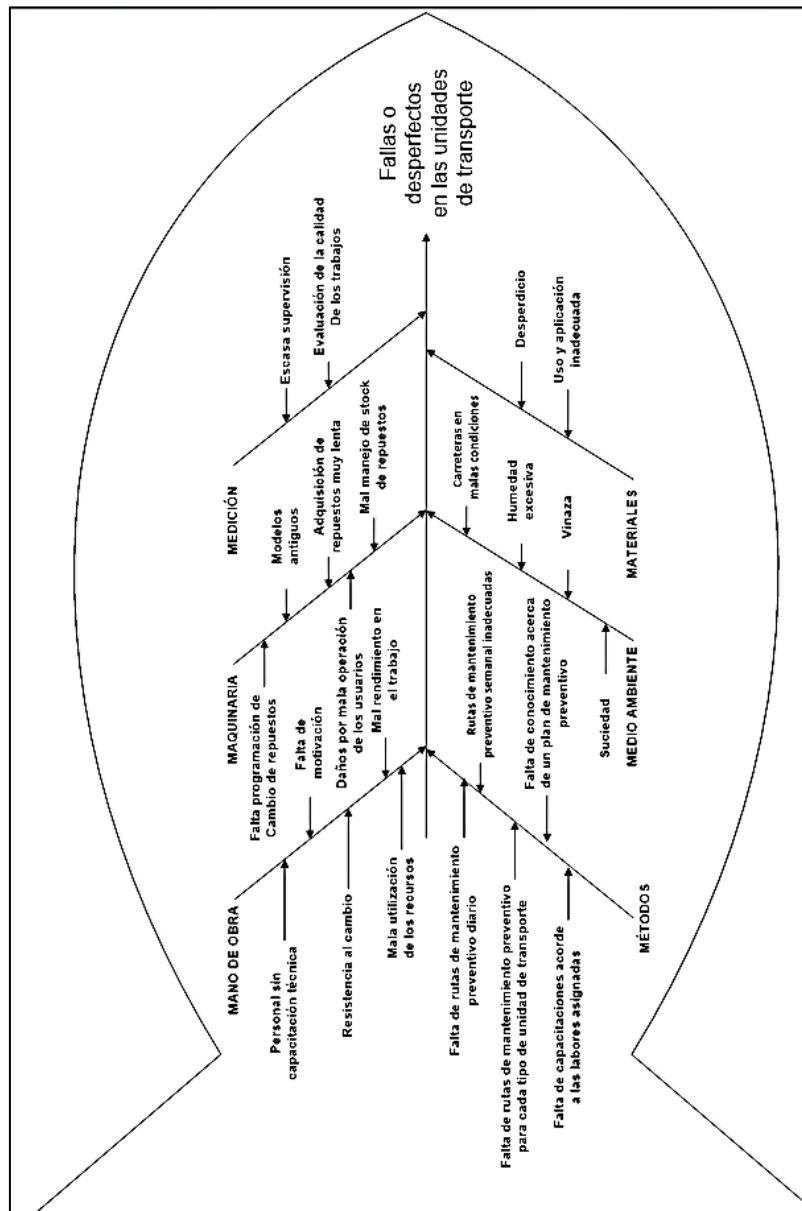 MANO DE OBRA
Personal sin
capacitación técnica
Falta de
motivación
Resistencia al cambio
Mal rendimiento en
el trabajo
Mala utilización
de los recursos
MAQUINARIA
Falta programación de
Cambio de repuestos
Modelos
antiguos
Adquisición de
repuestos muy lenta
Daños por mala operación
de los usuarios
Mal manejo de stock
de repuestos
MEDICIÓN
Escasa supervisión
Evaluación de la calidad
De los trabajos
Fallas o
desperfectos
en las unidades
de transporte
Falta de rutas de mantenimiento
preventivo diario
Rutas de mantenimiento
preventivo semanal inadecuadas
Falta de rutas de mantenimiento preventivo
para cada tipo de unidad de transporte
Falta de conocimiento acerca
de un plan de mantenimiento
preventivo
Falta de capacitaciones acorde
a las labores asignadas
MÉTODOS
Carreteras en
malas condiciones
Humedad
excesiva
Vinaza
Suciedad
MEDIO AMBIENTE
Desperdicio
Uso y aplicación
inadecuada
MATERIALES